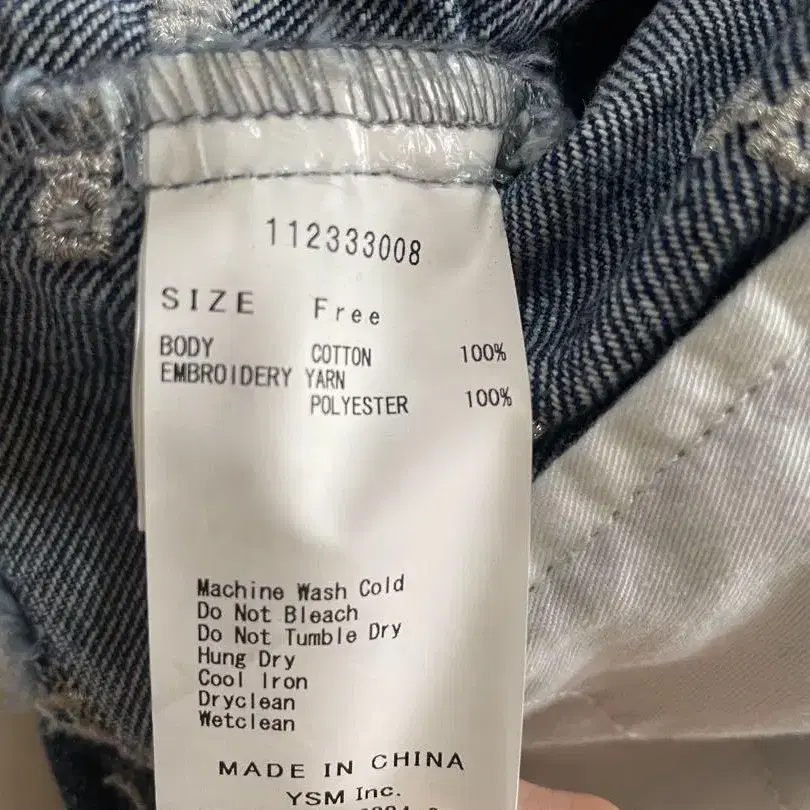 112333008
SIZE Free
BODY COTTON 100%
EMBROIDERY YARN
POLYESTER 100%
Machine Wash Cold
Do Not Bleach
Do Not Tumble Dry
Hung Dry
Cool Iron
Dryclean
Wetclean
MADE IN CHINA
YSM Inc.